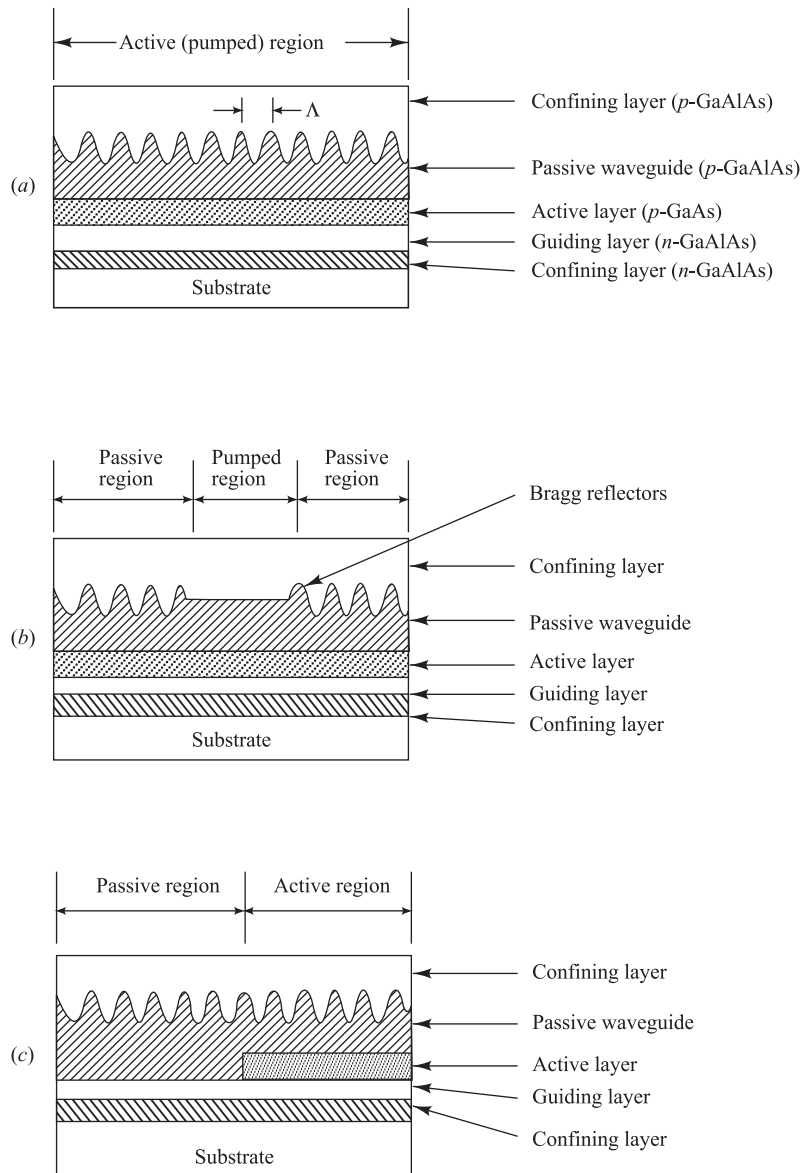 Active (pumped) region
Λ
(a)
Confining layer (p-GaAlAs)
Passive waveguide (p-GaAlAs)
Active layer (p-GaAs)
Guiding layer (n-GaAlAs)
Confining layer (n-GaAlAs)
Substrate
Passive region
Pumped region
Passive region
(b)
Bragg reflectors
Confining layer
Passive waveguide
Active layer
Guiding layer
Confining layer
Substrate
Passive region
Active region
(c)
Confining layer
Passive waveguide
Active layer
Guiding layer
Confining layer
Substrate